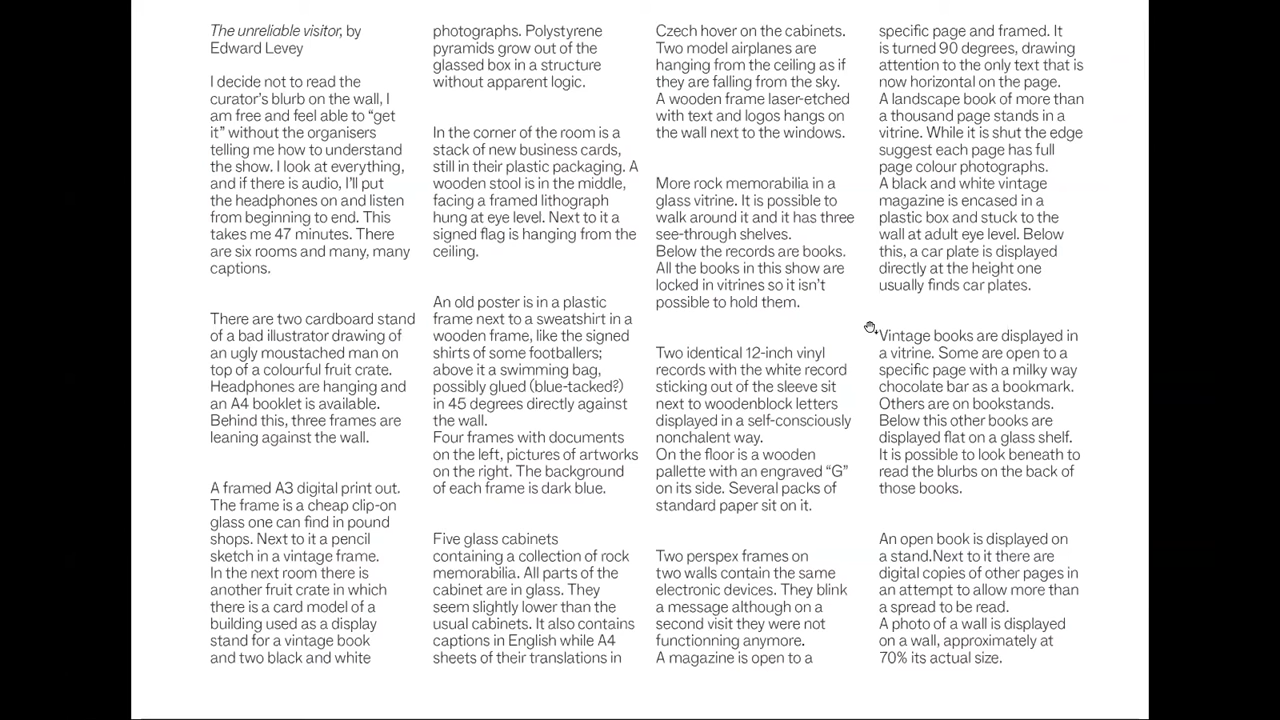 The unreliable visitor, by
Edward Levey
I decide not to read the
curator's blurb on the wall, I
am free and feel able to “get
it” without the organisers
telling me how to understand
the show. I look at everything,
and if there is audio, I'll put
the headphones on and listen
from beginning to end. This
takes me 47 minutes. There
are six rooms and many, many
captions.
There are two cardboard stand
of a bad illustrator drawing of
an ugly moustached man on
top of a colourful fruit crate.
Headphones are hanging and
an A4 booklet is available.
Behind this, three frames are
leaning against the wall.
A framed A3 digital print out.
The frame is a cheap clip-on
glass one can find in pound
shops. Next to it a pencil
sketch in a vintage frame.
In the next room there is
another fruit crate in which
there is a card model of a
building used as a display
stand for a vintage book
and two black and white
photographs. Polystyrene
pyramids grow out of the
glassed box in a structure
without apparent logic.
In the corner of the room is a
stack of new business cards,
still in their plastic packaging. A
wooden stool is in the middle,
facing a framed lithograph
hung at eye level. Next to it a
signed flag is hanging from the
ceiling.
An old poster is in a plastic
frame next to a sweatshirt in a
wooden frame, like the signed
shirts of some footballers;
above it a swimming bag,
possibly glued (blue-tacked?)
in 45 degrees directly against
the wall.
Four frames with documents
on the left, pictures of artworks
on the right. The background
of each frame is dark blue.
Five glass cabinets
containing a collection of rock
memorabilia. All parts of the
cabinet are in glass. They
seem slightly lower than the
usual cabinets. It also contains
captions in English while A4
sheets of their translations in
Czech hover on the cabinets.
Two model airplanes are
hanging from the ceiling as if
they are falling from the sky.
A wooden frame laser-etched
with text and logos hangs on
the wall next to the windows.
More rock memorabilia in a
glass vitrine. It is possible to
walk around it and it has three
see-through shelves.
Below the records are books.
All the books in this show are
locked in vitrines so it isn't
possible to hold them.
Two identical 12-inch vinyl
records with the white record
sticking out of the sleeve sit
next to woodenblock letters
displayed in a self-consciously
nonchalent way.
On the floor is a wooden
pallette with an engraved “G”
on its side. Several packs of
standard paper sit on it.
Two perspex frames on
two walls contain the same
electronic devices. They blink
a message although on a
second visit they were not
functionning anymore.
A magazine is open to a
specific page and framed. It
is turned 90 degrees, drawing
attention to the only text that is
now horizontal on the page.
A landscape book of more than
a thousand page stands in a
vitrine. While it is shut the edge
suggest each page has full
page colour photographs.
A black and white vintage
magazine is encased in a
plastic box and stuck to the
wall at adult eye level. Below
this, a car plate is displayed
directly at the height one
usually finds car plates.
Vintage books are displayed in
a vitrine. Some are open to a
specific page with a milky way
chocolate bar as a bookmark.
Others are on bookstands.
Below this other books are
displayed flat on a glass shelf.
It is possible to look beneath to
read the blurbs on the back of
those books.
An open book is displayed on
a stand.Next to it there are
digital copies of other pages in
an attempt to allow more than
a spread to be read.
A photo of a wall is displayed
on a wall, approximately at
70% its actual size.